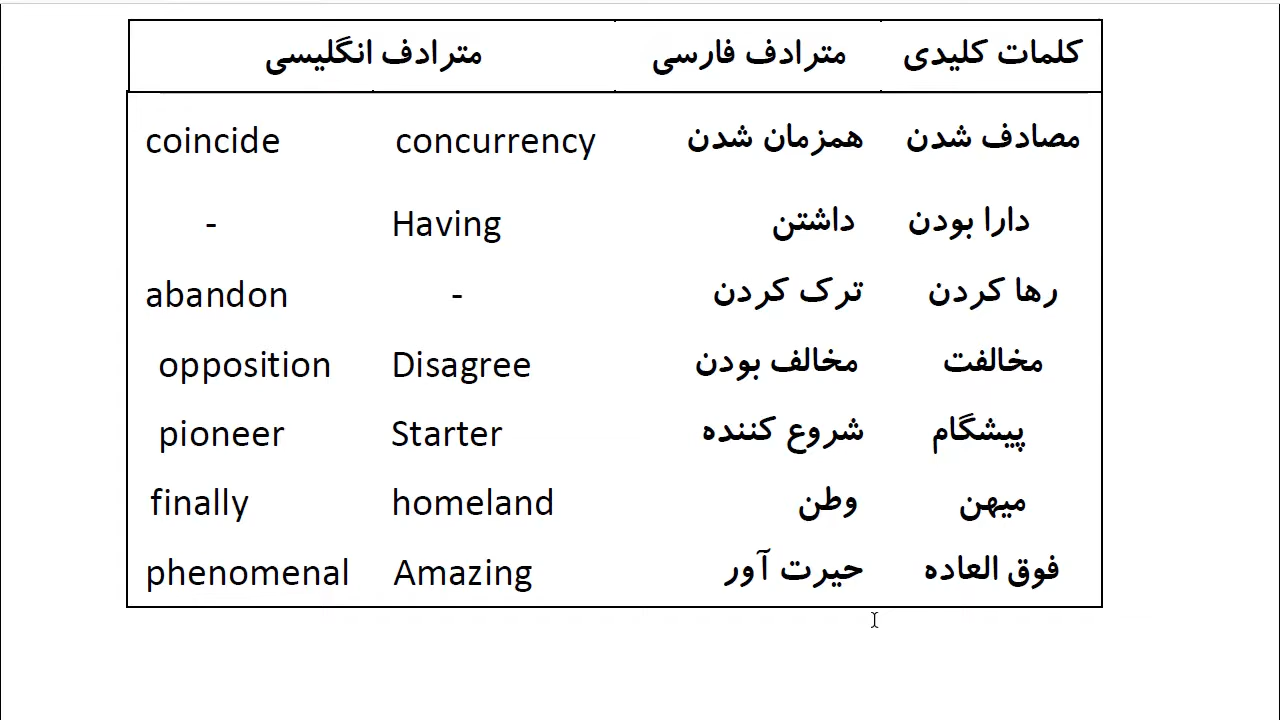 کلمات کلیدی مترادف فارسی مترادف انگلیسی
مصادف شدن همزمان شدن concurrency coincide
دارا بودن داشتن Having -
رها کردن ترک کردن - abandon
مخالفت مخالف بودن Disagree opposition
پیشگام شروع کننده Starter pioneer
میهن وطن homeland finally
فوق العاده حیرت آور Amazing phenomenal